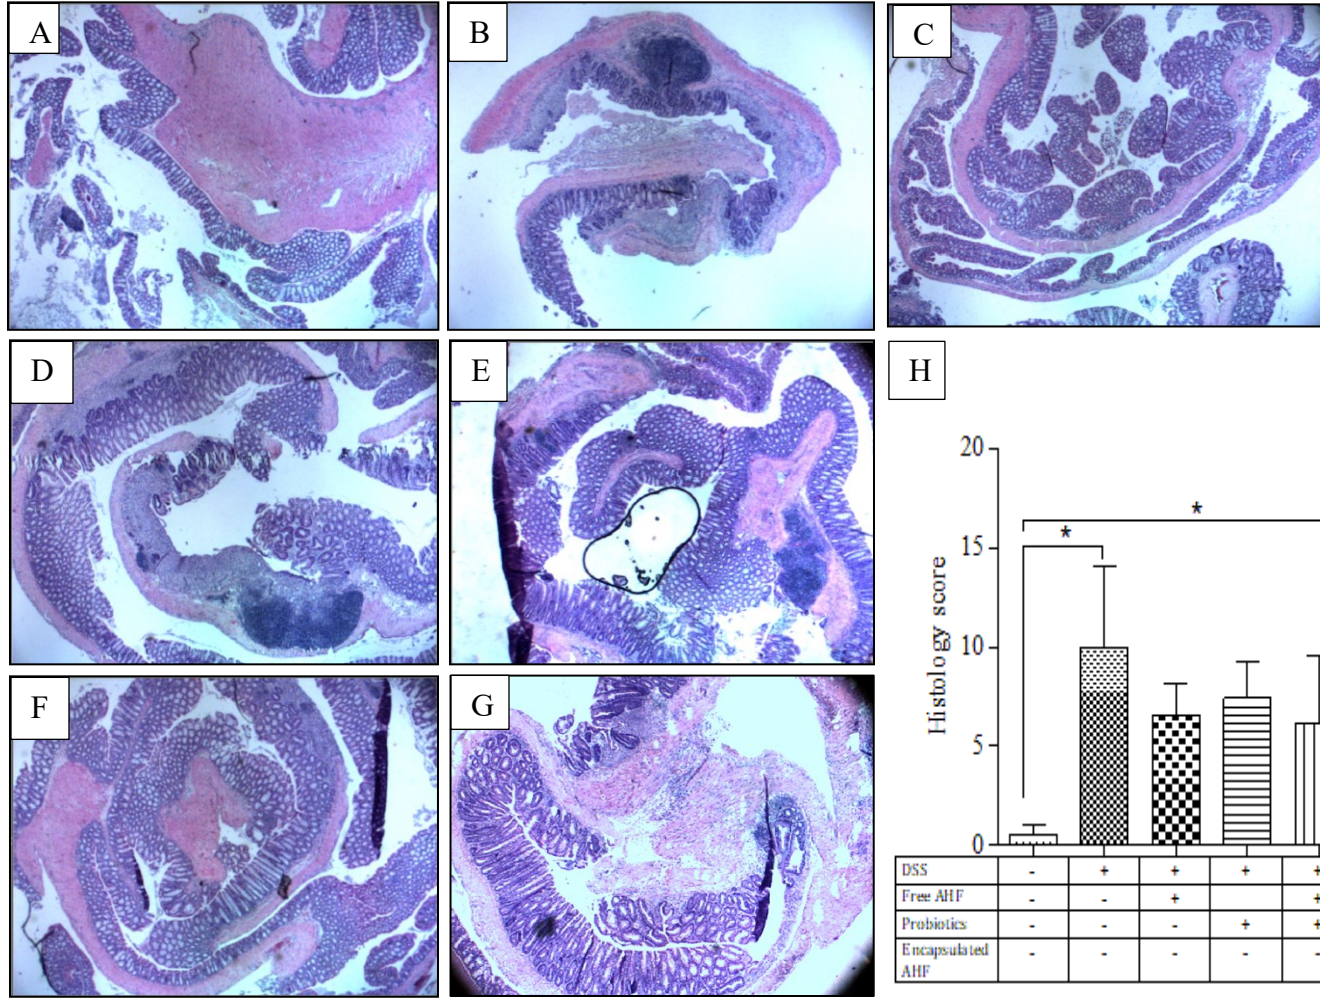 A
B
C
D
E
H
F
G
20
15
10
5
0
Histology score
*
*
DSS - + + + +
Free AHF - - + +
Probiotics - - - + +
Encapsulated - - - - -
AHF